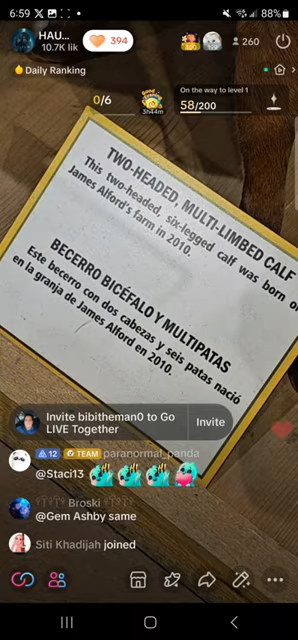 6:59
88%
HAU...
10.7K lik
394
260
Daily Ranking
0/6
3h44m
On the way to level 1
58/200
TWO-HEADED, MULTI-LIMBED CALF
This two-headed, six-legged calf was born o
James Alford's farm in 2010.
BECERRO BICÉFALO Y MULTIPATAS
Este becerro con dos cabezas y seis patas nació
en la granja de James Alford en 2010.
Invite bibitheman0 to Go
LIVE Together
Invite
12 TEAM paranormal_panda
@Staci13
Broski
@Gem Ashby same
Siti Khadijah joined